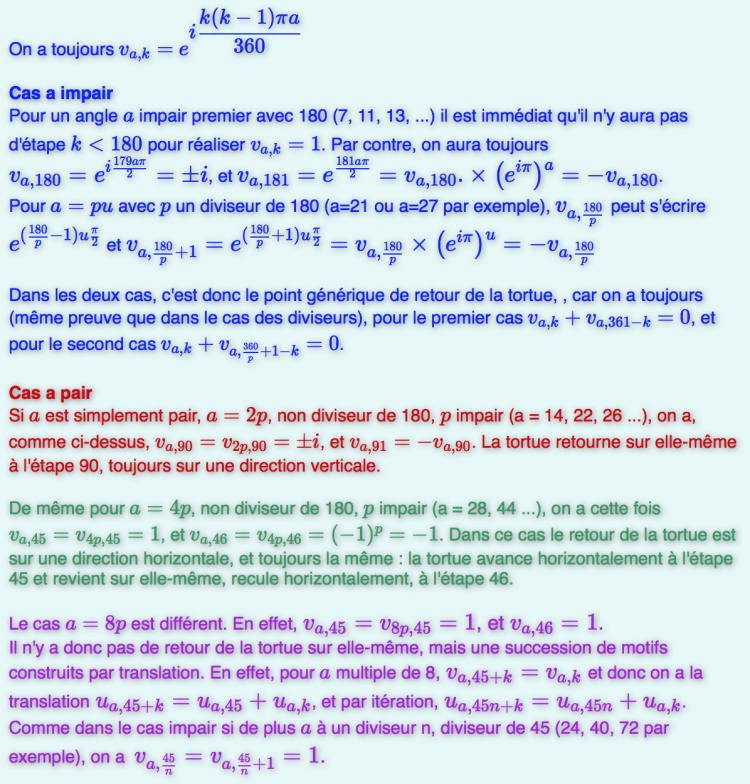 On a toujours $v_{a,k} = e^{i\dfrac{k(k-1)\pi a}{360}}$
Cas a impair
Pour un angle $a$ impair premier avec 180 (7, 11, 13, ...) il est immédiat qu'il n'y aura pas
d'étape $k < 180$ pour réaliser $v_{a,k} = 1$. Par contre, on aura toujours
$v_{a,180} = e^{i\frac{179a\pi}{2}} = \pm i$, et $v_{a,181} = e^{\frac{181a\pi}{2}} = v_{a,180}. \times (e^{i\pi})^a = -v_{a,180}$.
Pour $a = pu$ avec $p$ un diviseur de 180 (a=21 ou a=27 par exemple), $v_{a,\frac{180}{p}}$ peut s'écrire
$e^{(\frac{180}{p}-1)u\frac{\pi}{2}}$ et $v_{a,\frac{180}{p}+1} = e^{(\frac{180}{p}+1)u\frac{\pi}{2}} = v_{a,\frac{180}{p}} \times (e^{i\pi})^u = -v_{a,\frac{180}{p}}$
Dans les deux cas, c'est donc le point générique de retour de la tortue, , car on a toujours
(même preuve que dans le cas des diviseurs), pour le premier cas $v_{a,k} + v_{a,361-k} = 0$, et
pour le second cas $v_{a,k} + v_{a,\frac{360}{p}+1-k} = 0$.
Cas a pair
Si $a$ est simplement pair, $a = 2p$, non diviseur de 180, $p$ impair (a = 14, 22, 26 ...), on a,
comme ci-dessus, $v_{a,90} = v_{2p,90} = \pm i$, et $v_{a,91} = -v_{a,90}$. La tortue retourne sur elle-même
à l'étape 90, toujours sur une direction verticale.
De même pour $a = 4p$, non diviseur de 180, $p$ impair (a = 28, 44 ...), on a cette fois
$v_{a,45} = v_{4p,45} = 1$, et $v_{a,46} = v_{4p,46} = (-1)^p = -1$. Dans ce cas le retour de la tortue est
sur une direction horizontale, et toujours la même : la tortue avance horizontalement à l'étape
45 et revient sur elle-même, recule horizontalement, à l'étape 46.
Le cas $a = 8p$ est différent. En effet, $v_{a,45} = v_{8p,45} = 1$, et $v_{a,46} = 1$.
Il n'y a donc pas de retour de la tortue sur elle-même, mais une succession de motifs
construits par translation. En effet, pour $a$ multiple de 8, $v_{a,45+k} = v_{a,k}$ et donc on a la
translation $u_{a,45+k} = u_{a,45} + u_{a,k}$, et par itération, $u_{a,45n+k} = u_{a,45n} + u_{a,k}$.
Comme dans le cas impair si de plus $a$ à un diviseur n, diviseur de 45 (24, 40, 72 par
exemple), on a $v_{a,\frac{45}{n}} = v_{a,\frac{45}{n}+1} = 1$.